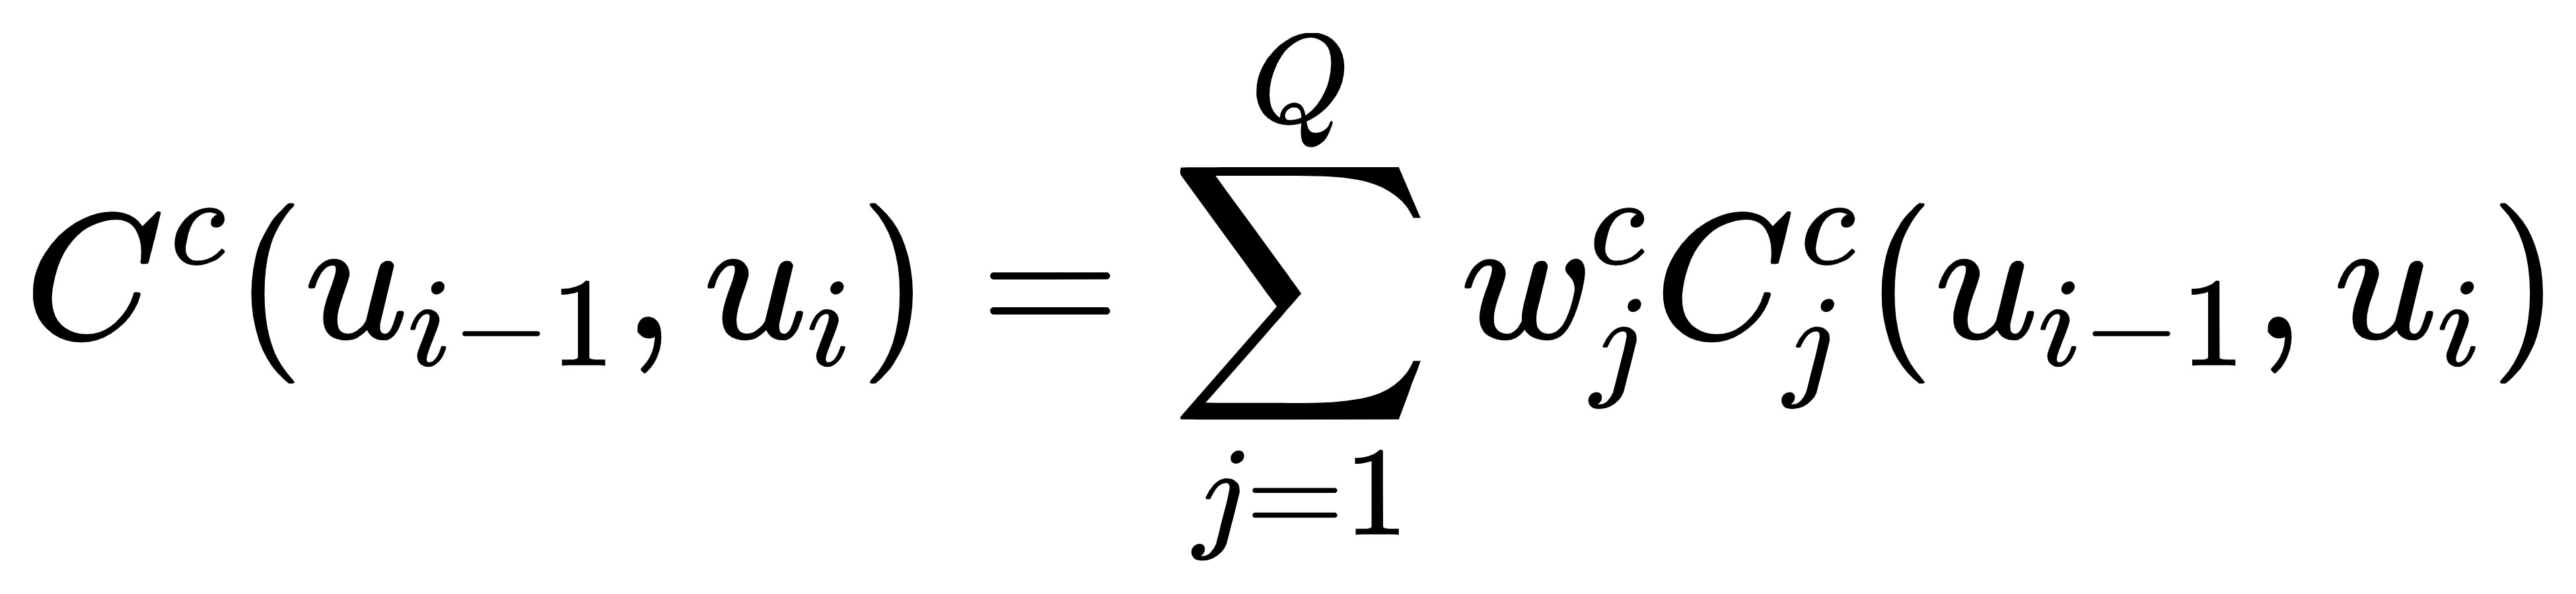 $C^c(u_{i-1}, u_i) = \sum_{j=1}^{Q} w_j^c C_j^c(u_{i-1}, u_i)$